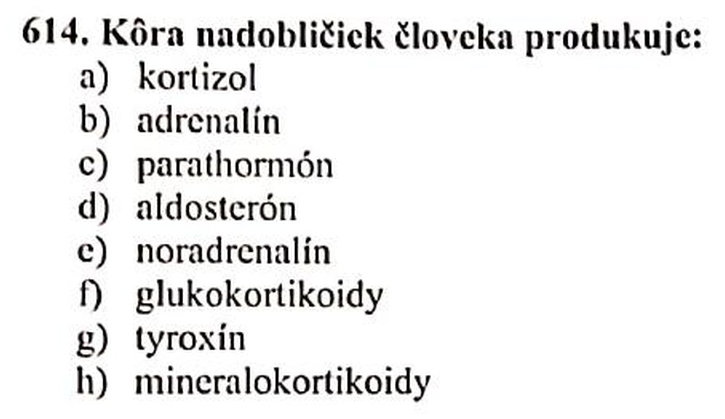 614. Kôra nadobličiek človeka produkuje:
a) kortizol
b) adrenalín
c) parathormón
d) aldosterón
e) noradrenalín
f) glukokortikoidy
g) tyroxín
h) mineralokortikoidy